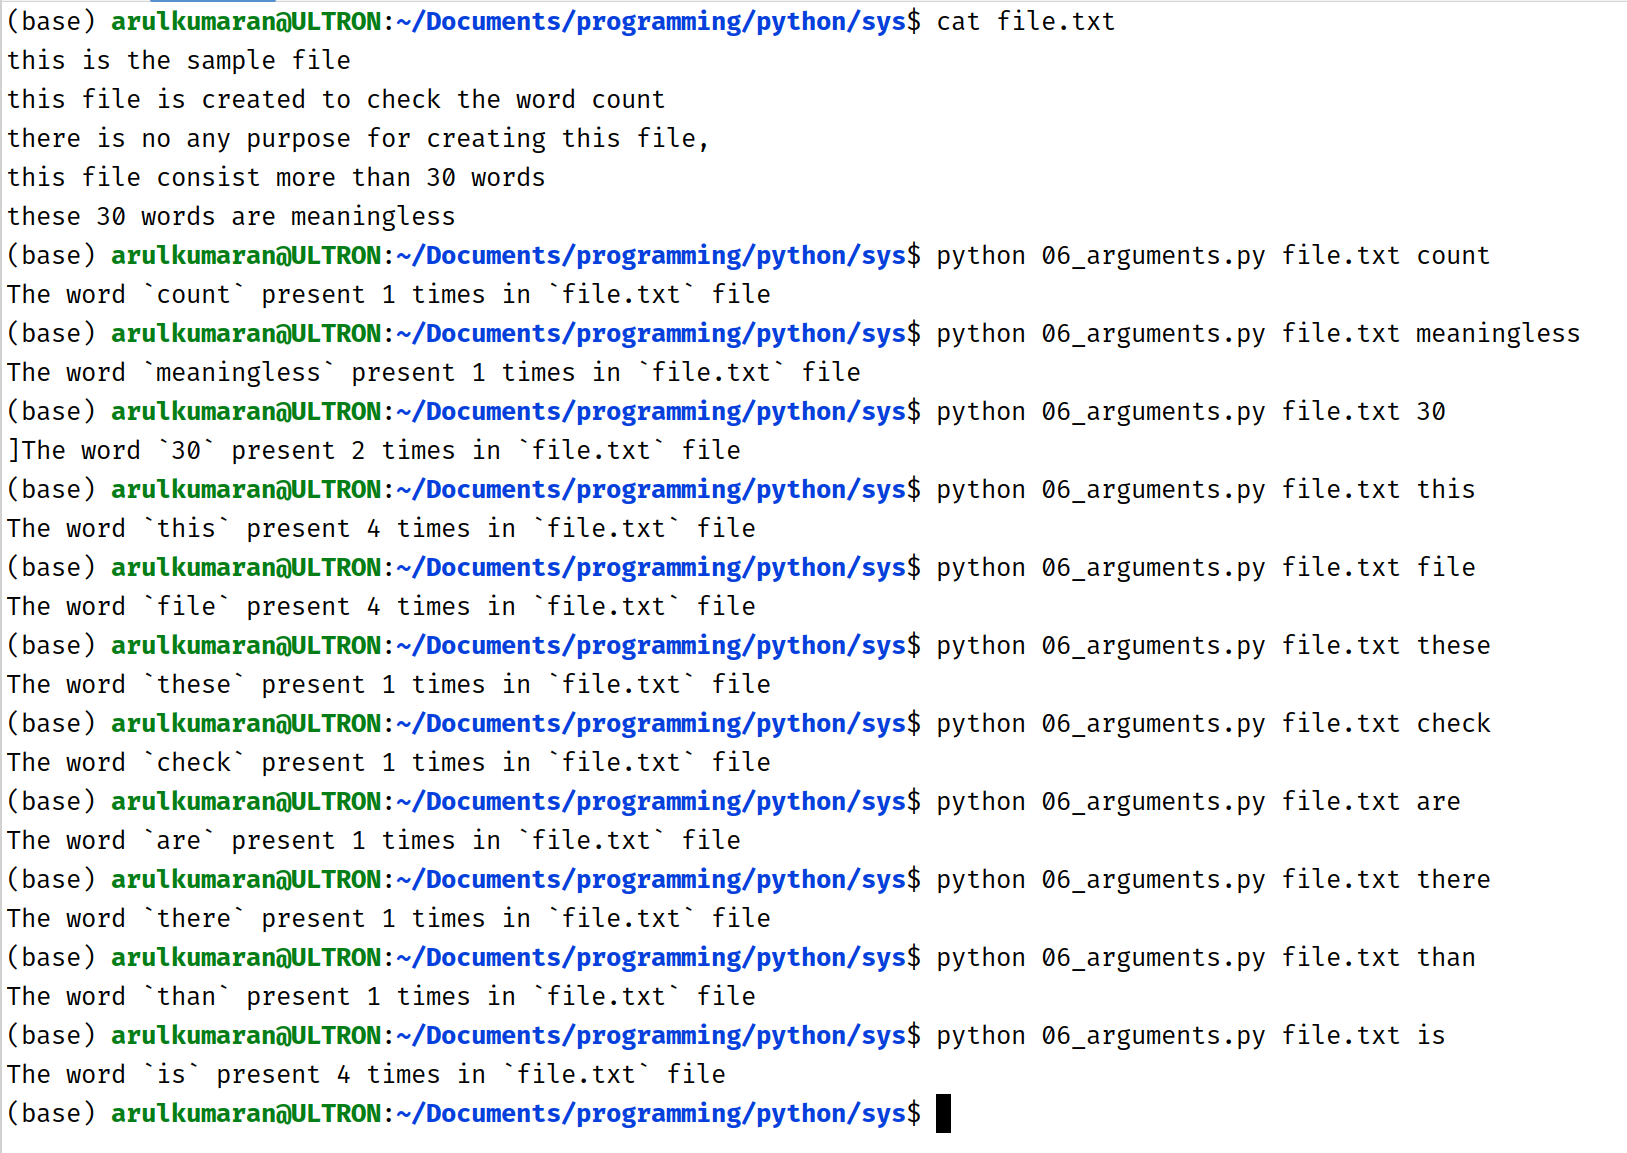 (base) arulkumaran@ULTRON:~/Documents/programming/python/sys$ cat file.txt
this is the sample file
this file is created to check the word count
there is no any purpose for creating this file,
this file consist more than 30 words
these 30 words are meaningless
(base) arulkumaran@ULTRON:~/Documents/programming/python/sys$ python 06_arguments.py file.txt count
The word `count` present 1 times in `file.txt` file
(base) arulkumaran@ULTRON:~/Documents/programming/python/sys$ python 06_arguments.py file.txt meaningless
The word `meaningless` present 1 times in `file.txt` file
(base) arulkumaran@ULTRON:~/Documents/programming/python/sys$ python 06_arguments.py file.txt 30
]The word `30` present 2 times in `file.txt` file
(base) arulkumaran@ULTRON:~/Documents/programming/python/sys$ python 06_arguments.py file.txt this
The word `this` present 4 times in `file.txt` file
(base) arulkumaran@ULTRON:~/Documents/programming/python/sys$ python 06_arguments.py file.txt file
The word `file` present 4 times in `file.txt` file
(base) arulkumaran@ULTRON:~/Documents/programming/python/sys$ python 06_arguments.py file.txt these
The word `these` present 1 times in `file.txt` file
(base) arulkumaran@ULTRON:~/Documents/programming/python/sys$ python 06_arguments.py file.txt check
The word `check` present 1 times in `file.txt` file
(base) arulkumaran@ULTRON:~/Documents/programming/python/sys$ python 06_arguments.py file.txt are
The word `are` present 1 times in `file.txt` file
(base) arulkumaran@ULTRON:~/Documents/programming/python/sys$ python 06_arguments.py file.txt there
The word `there` present 1 times in `file.txt` file
(base) arulkumaran@ULTRON:~/Documents/programming/python/sys$ python 06_arguments.py file.txt than
The word `than` present 1 times in `file.txt` file
(base) arulkumaran@ULTRON:~/Documents/programming/python/sys$ python 06_arguments.py file.txt is
The word `is` present 4 times in `file.txt` file
(base) arulkumaran@ULTRON:~/Documents/programming/python/sys$